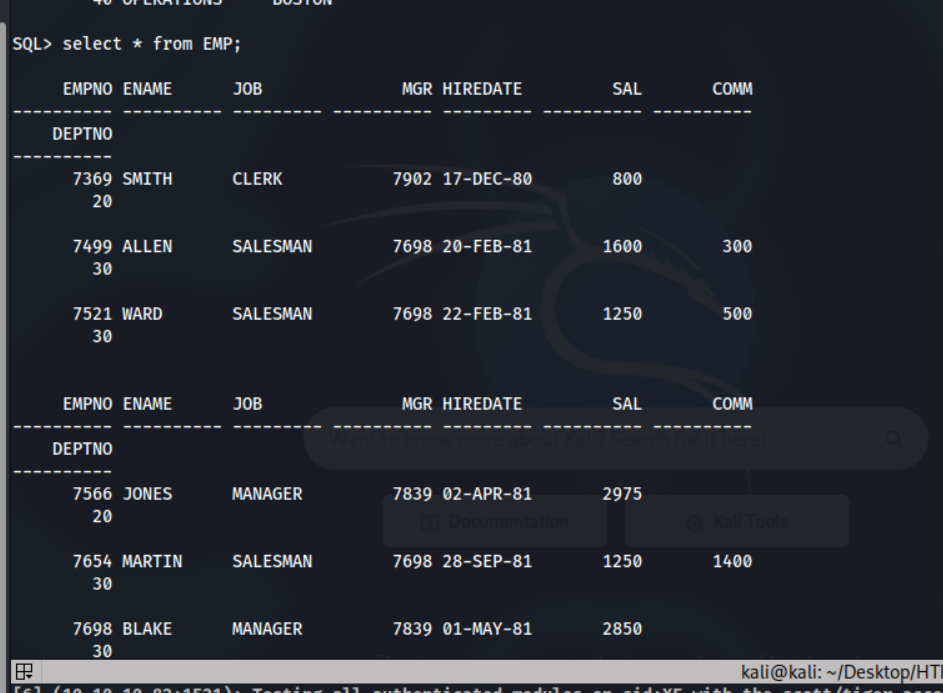 40 OPERATIONS     BOSTON
SQL> select * from EMP;
     EMPNO ENAME      JOB              MGR HIREDATE         SAL       COMM
---------- ---------- --------- ---------- --------- ---------- ----------
    DEPTNO
----------
      7369 SMITH      CLERK           7902 17-DEC-80        800
        20
      7499 ALLEN      SALESMAN        7698 20-FEB-81       1600        300
        30
      7521 WARD       SALESMAN        7698 22-FEB-81       1250        500
        30
     EMPNO ENAME      JOB              MGR HIREDATE         SAL       COMM
---------- ---------- --------- ---------- --------- ---------- ----------
Want to know more about Kali? Search for it here!
    DEPTNO
----------
      7566 JONES      MANAGER         7839 02-APR-81       2975
        20
Documentation Kali Tools
      7654 MARTIN     SALESMAN        7698 28-SEP-81       1250       1400
        30
      7698 BLAKE      MANAGER         7839 01-MAY-81       2850
        30
kali@kali: ~/Desktop/HT
[6] (10.10.10.82:1521): Testing all authenticated modules on sid:XE with the scott/tiger